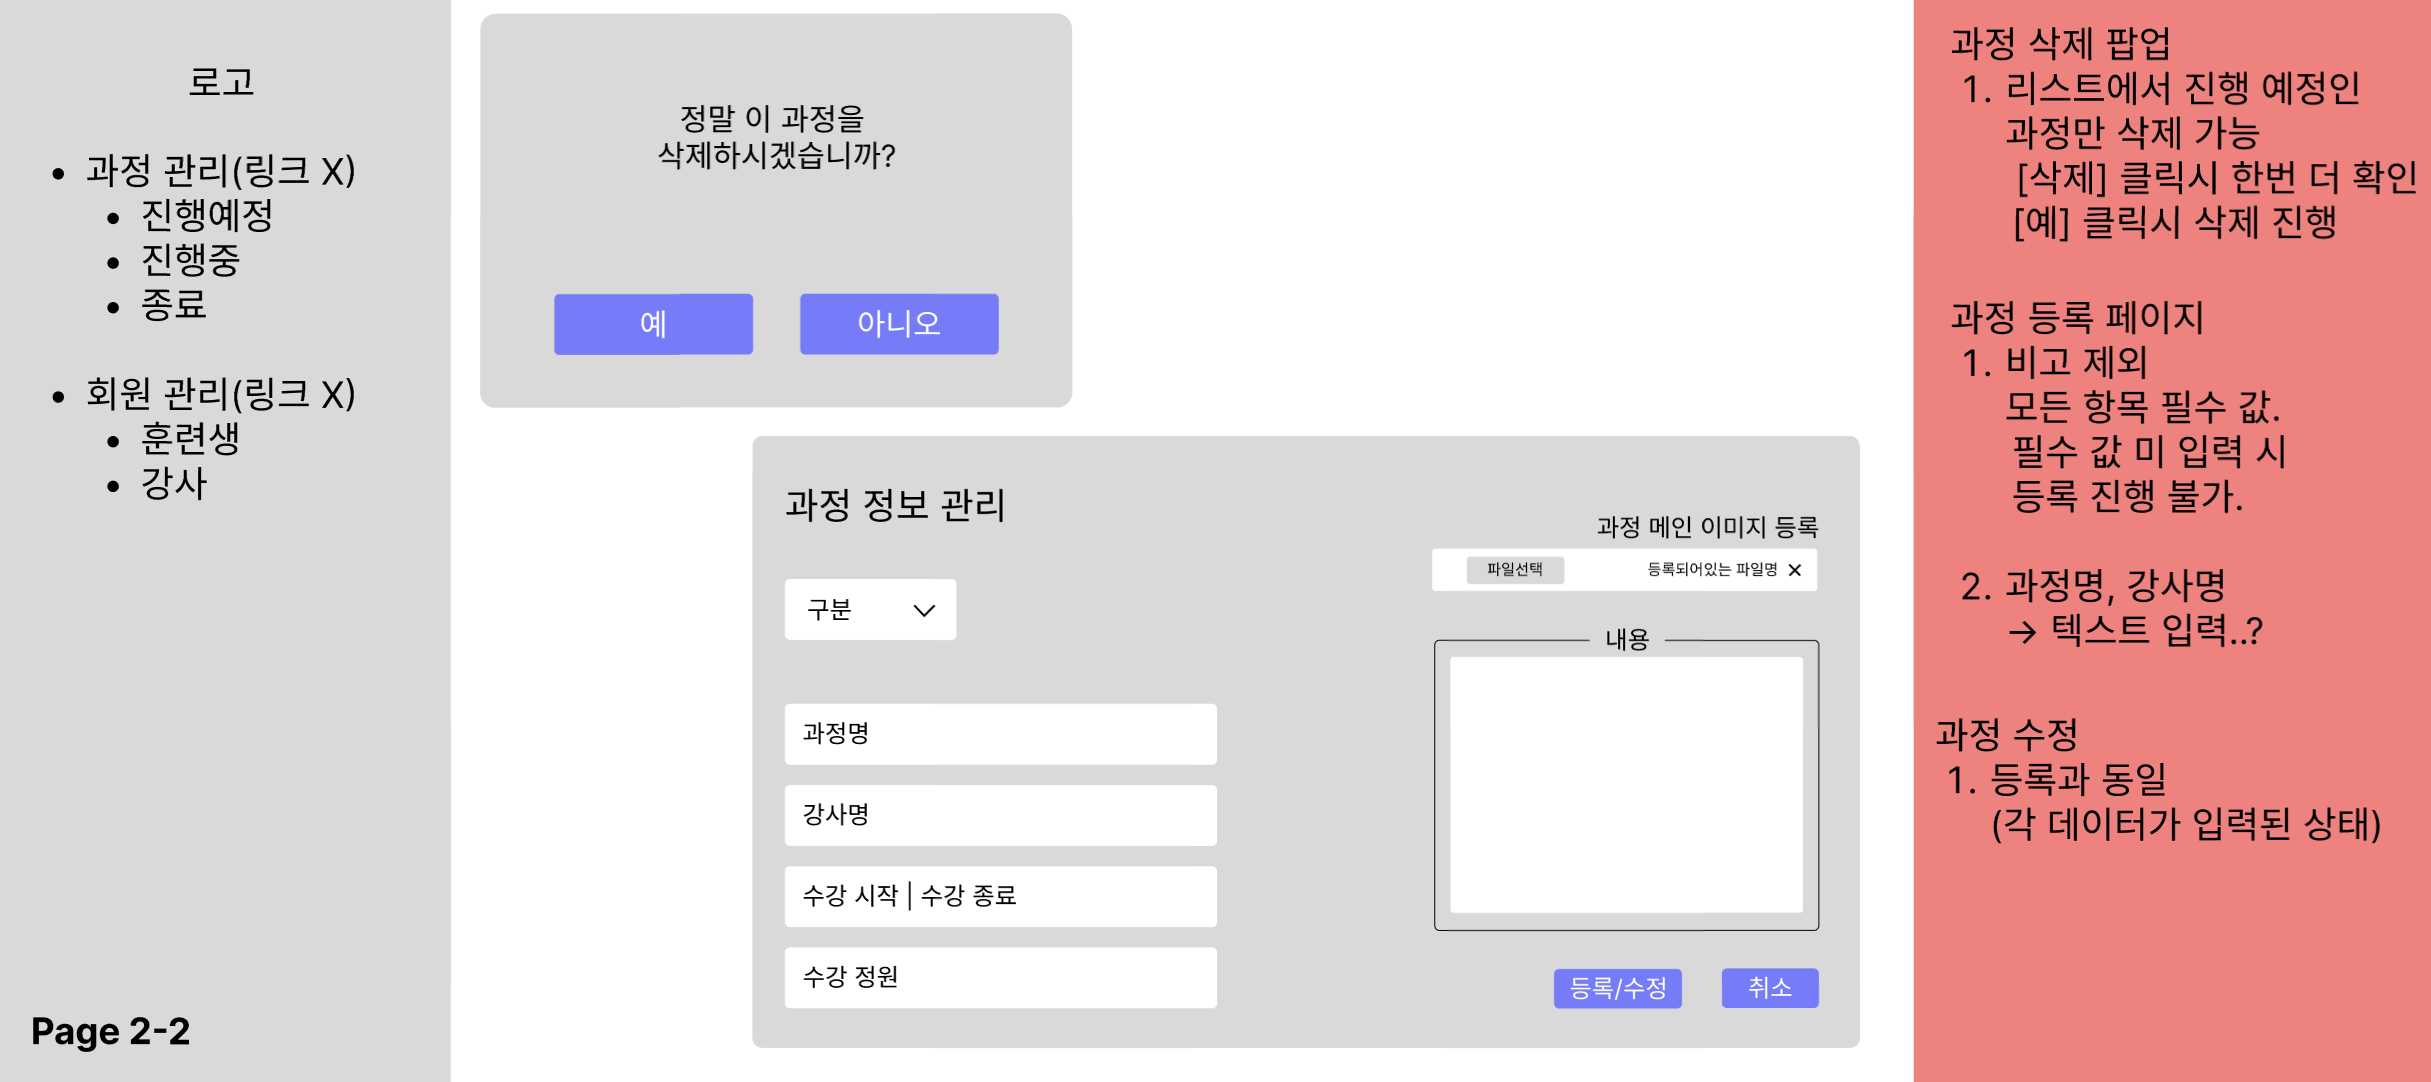 로고
과정 관리(링크 X)
진행예정
진행중
종료
회원 관리(링크 X)
훈련생
강사
Page 2-2
정말 이 과정을
삭제하시겠습니까?
예
아니오
과정 정보 관리
구분
과정명
강사명
수강 시작 | 수강 종료
수강 정원
과정 메인 이미지 등록
파일선택
등록되어있는 파일명 ×
내용
등록/수정
취소
과정 삭제 팝업
1. 리스트에서 진행 예정인
과정만 삭제 가능
[삭제] 클릭시 한번 더 확인
[예] 클릭시 삭제 진행
과정 등록 페이지
1. 비고 제외
모든 항목 필수 값.
필수 값 미 입력 시
등록 진행 불가.
2. 과정명, 강사명
→ 텍스트 입력..?
과정 수정
1. 등록과 동일
(각 데이터가 입력된 상태)